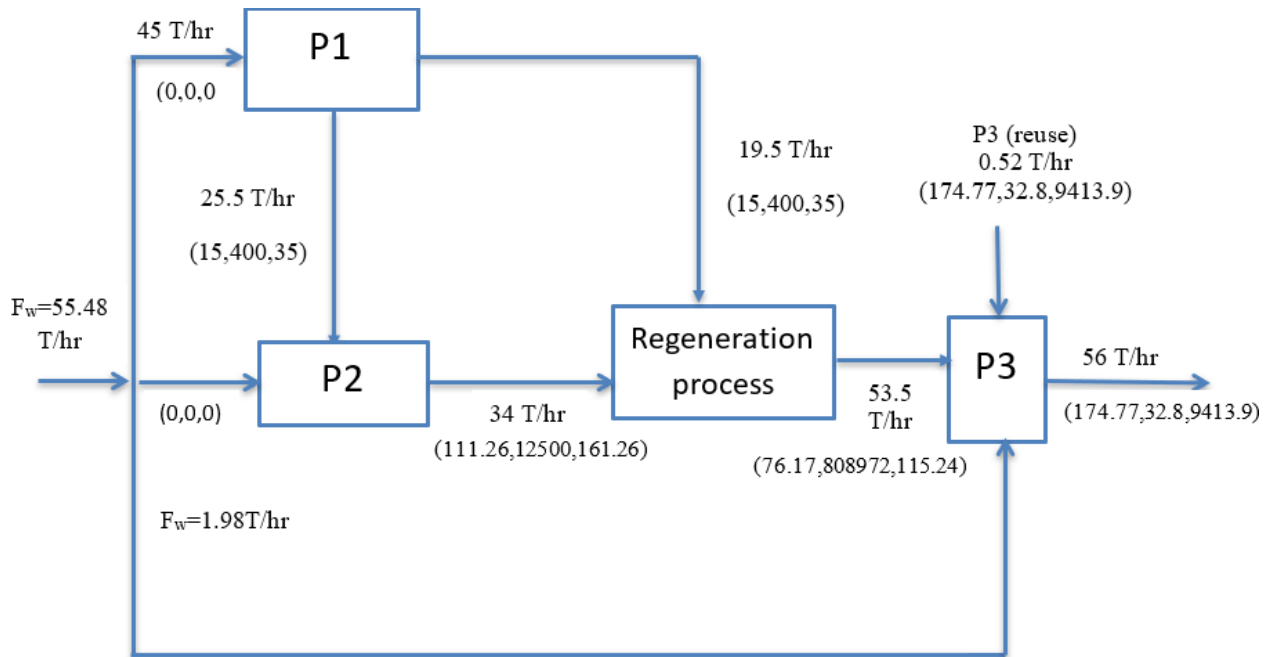 45 T/hr
(0,0,0
P1
25.5 T/hr
(15,400,35)
19.5 T/hr
(15,400,35)
P3 (reuse)
0.52 T/hr
(174.77,32.8,9413.9)
Fw=55.48
T/hr
(0,0,0)
P2
34 T/hr
(111.26,12500,161.26)
Regeneration
process
53.5
T/hr
(76.17,808972,115.24)
P3
56 T/hr
(174.77,32.8,9413.9)
Fw=1.98T/hr